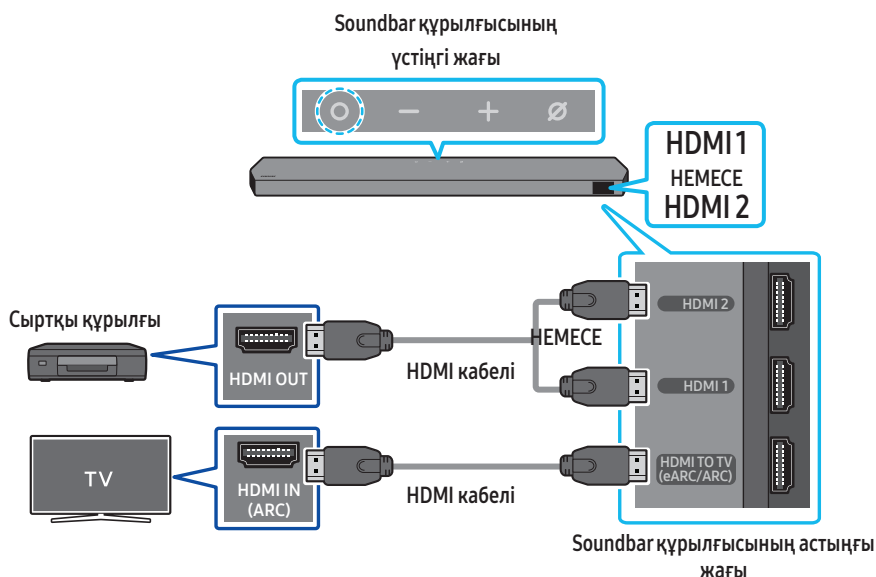 Soundbar құрылғысының
үстіңгі жағы
HDMI 1
НЕМЕСЕ
HDMI 2
Сыртқы құрылғы
HDMI OUT
HDMI кабелі
НЕМЕСЕ
HDMI 2
HDMI 1
TV
HDMI IN
(ARC)
HDMI кабелі
HDMI TO TV
(eARC/ARC)
Soundbar құрылғысының астыңғы
жағы